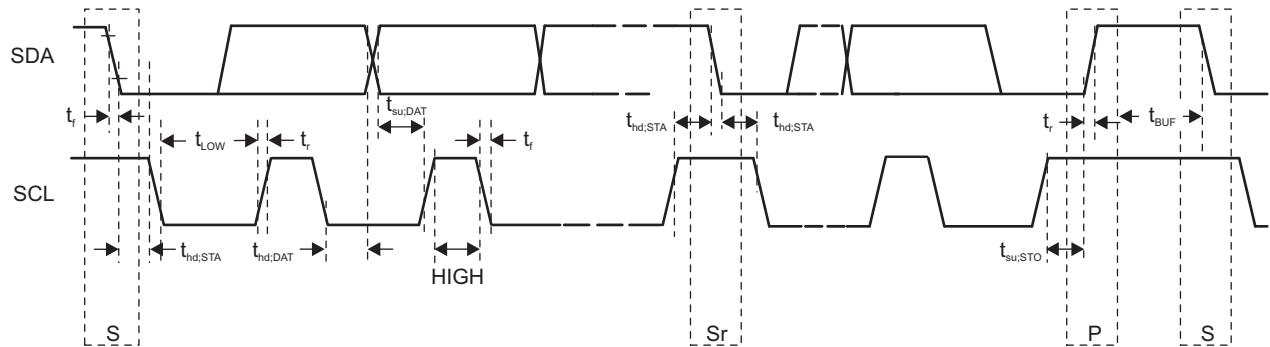 SDA
t_f
t_LOW
t_r
t_su;DAT
t_f
t_hd;STA
t_hd;STA
t_r
t_BUF
SCL
t_hd;STA
t_hd;DAT
HIGH
t_su;STO
S
Sr
P
S